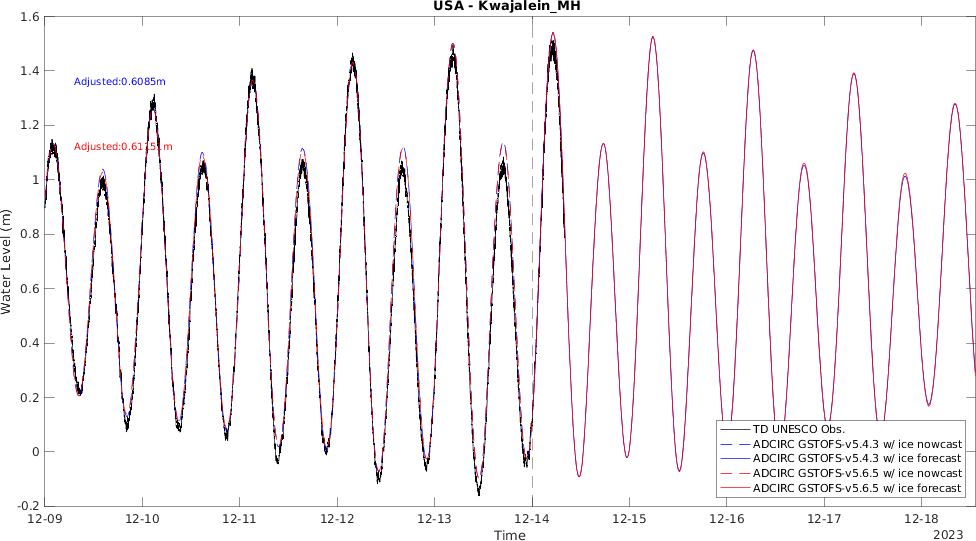 USA - Kwajalein_MH
Water Level (m)
1.6
1.4
1.2
1
0.8
0.6
0.4
0.2
0
-0.2
Adjusted:0.6085m
TD UNESCO Obs.
ADCIRC GSTOFS-v5.4.3 w/ ice nowcast
ADCIRC GSTOFS-v5.4.3 w/ ice forecast
ADCIRC GSTOFS-v5.6.5 w/ ice nowcast
ADCIRC GSTOFS-v5.6.5 w/ ice forecast
12-09 12-10 12-11 12-12 12-13 12-14 12-15 12-16 12-17 12-18
Time
2023